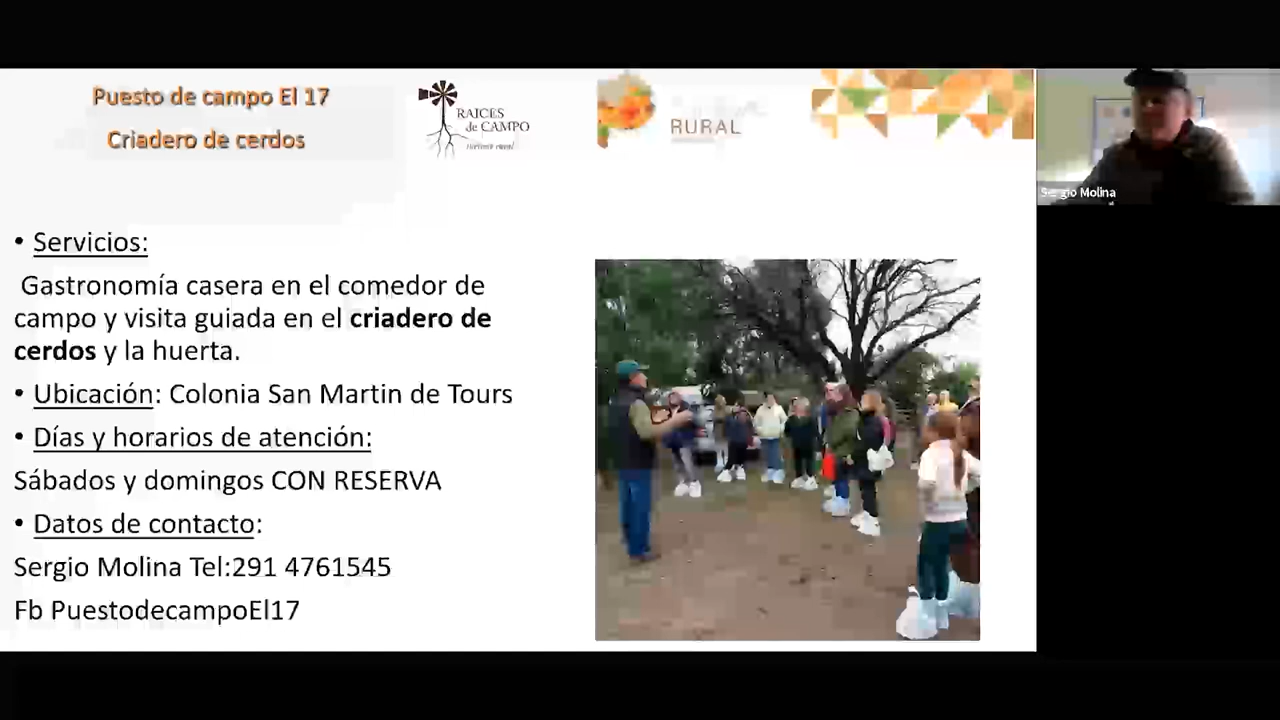 Puesto de campo El 17
Criadero de cerdos
RAICES
de CAMPO
turismo rural
RURAL
Sergio Molina
• Servicios:
Gastronomía casera en el comedor de
campo y visita guiada en el criadero de
cerdos y la huerta.
• Ubicación: Colonia San Martin de Tours
• Días y horarios de atención:
Sábados y domingos CON RESERVA
• Datos de contacto:
Sergio Molina Tel:291 4761545
Fb PuestodecampoEl17